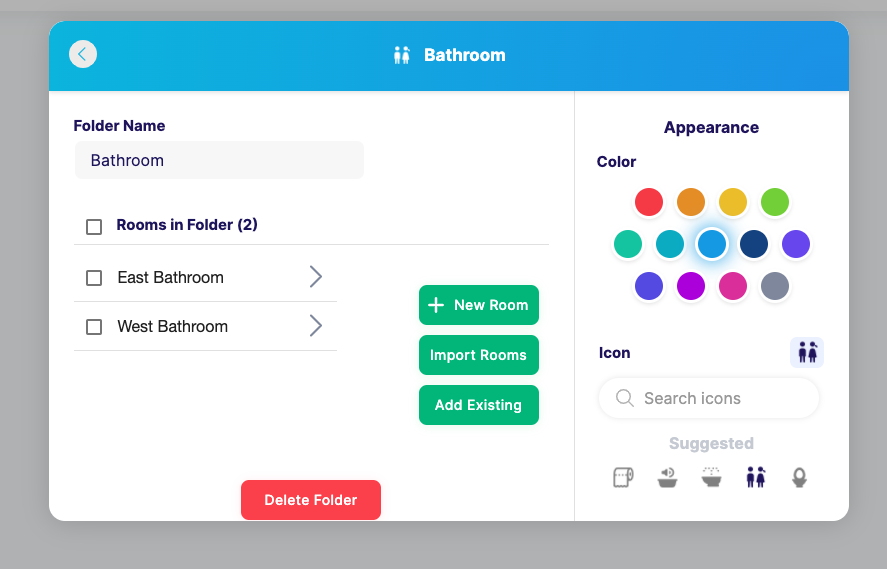 Bathroom
Folder Name
Bathroom
Rooms in Folder (2)
East Bathroom
West Bathroom
New Room
Import Rooms
Add Existing
Delete Folder
Appearance
Color
Icon
Search icons
Suggested